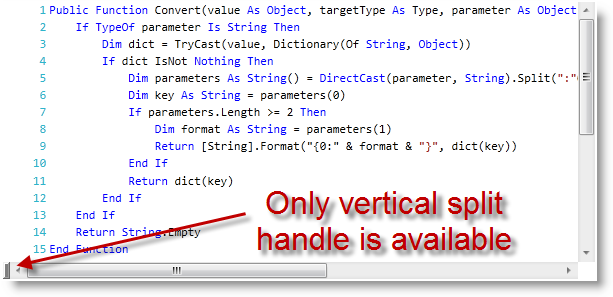 1 Public Function Convert(value As Object, targetType As Type, parameter As Object
2 If TypeOf parameter Is String Then
3 Dim dict = TryCast(value, Dictionary(Of String, Object))
4 If dict IsNot Nothing Then
5 Dim parameters As String() = DirectCast(parameter, String).Split(":"
6 Dim key As String = parameters(0)
7 If parameters.Length >= 2 Then
8 Dim format As String = parameters(1)
9 Return [String].Format("{0:" & format & "}", dict(key))
10 End If
11 Return dict(key)
12 End If
13 End If
14 Return String.Empty
15 End Function
Only vertical split
handle is available